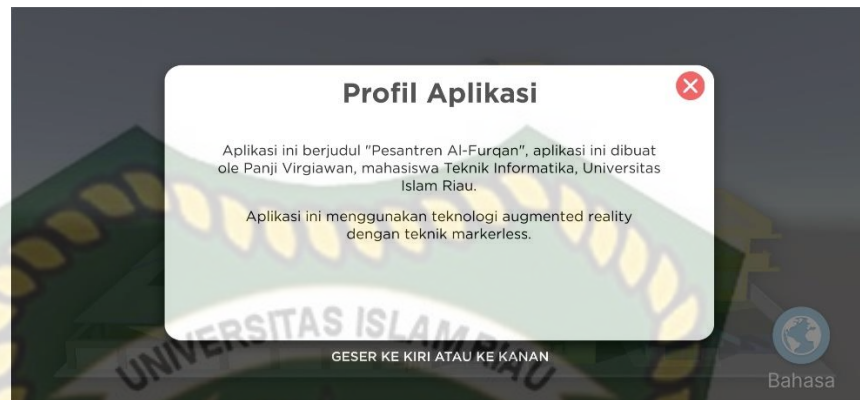 Profil Aplikasi
Aplikasi ini berjudul "Pesantren Al-Furqan", aplikasi ini dibuat
ole Panji Virgiawan, mahasiswa Teknik Informatika, Universitas
Islam Riau.
Aplikasi ini menggunakan teknologi augmented reality
dengan teknik markerless.
UNIVERSITAS ISLAM RIAU
GESER KE KIRI ATAU KE KANAN
Bahasa